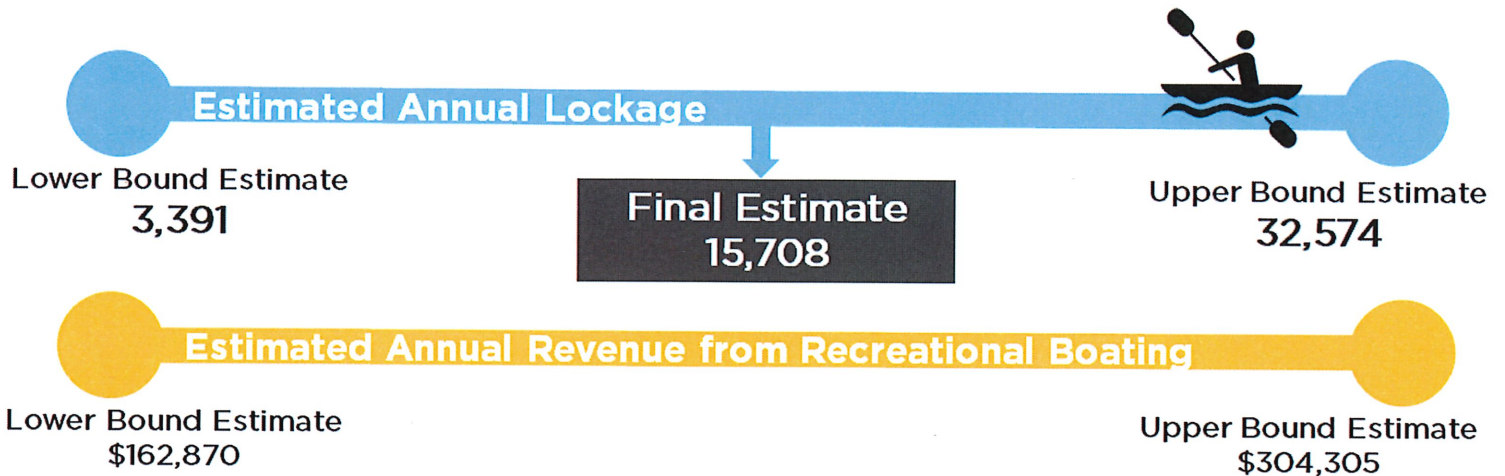 Estimated Annual Lockage
Lower Bound Estimate
3,391
Final Estimate
15,708
Upper Bound Estimate
32,574
Estimated Annual Revenue from Recreational Boating
Lower Bound Estimate
$162,870
Upper Bound Estimate
$304,305